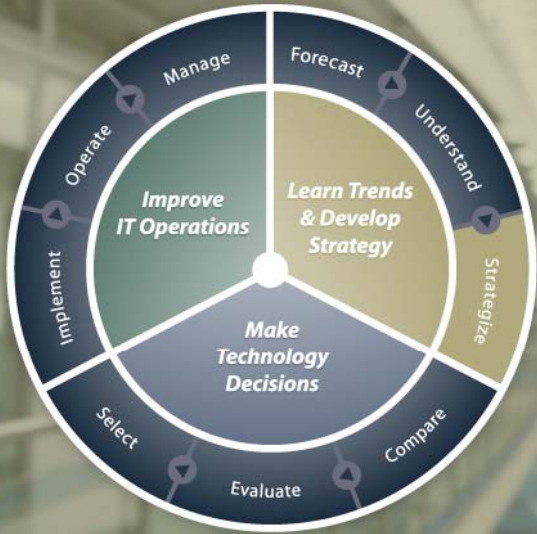 Forecast
Understand
Strategize
Compare
Evaluate
Select
Implement
Operate
Manage
Improve
IT Operations
Learn Trends
& Develop
Strategy
Make
Technology
Decisions